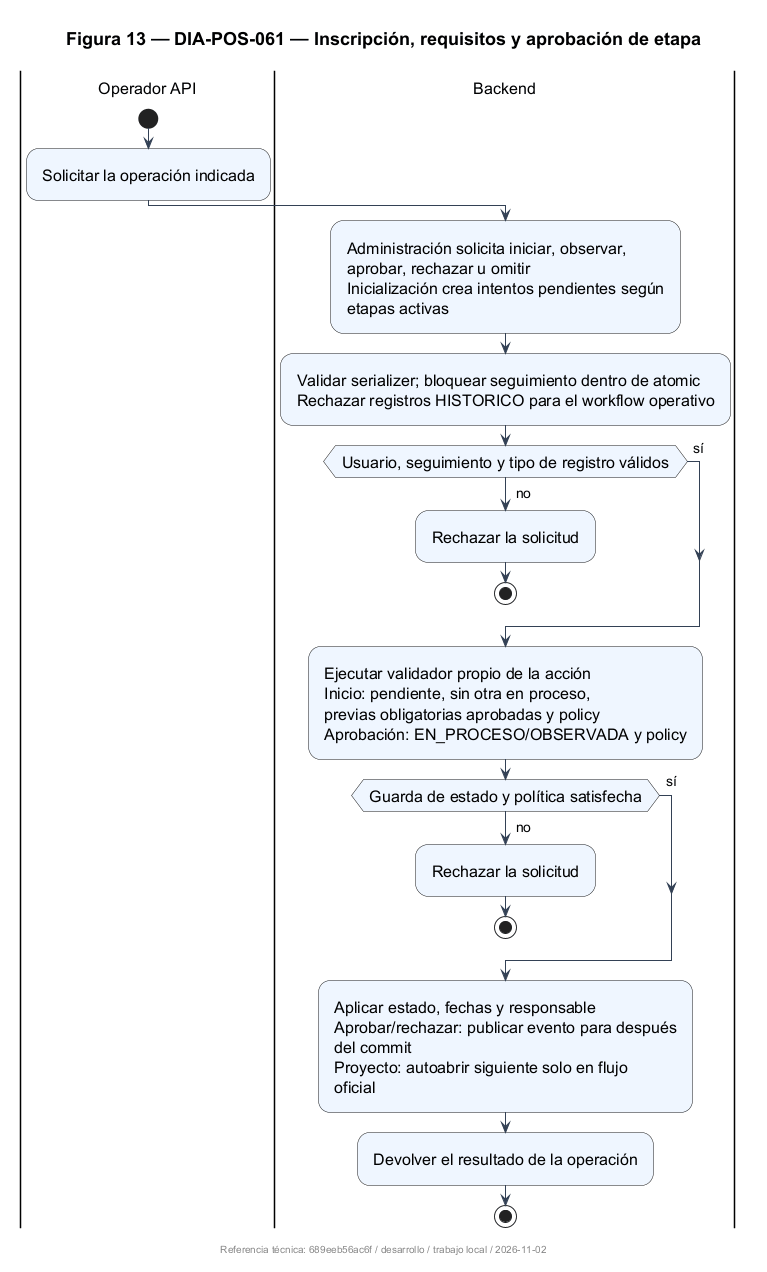 Figura 13 — DIA-POS-061 — Inscripción, requisitos y aprobación de etapa
Operador API
Backend
Solicitar la operación indicada
Administración solicita iniciar, observar,
aprobar, rechazar u omitir
Inicialización crea intentos pendientes según
etapas activas
Validar serializer; bloquear seguimiento dentro de atomic
Rechazar registros HISTORICO para el workflow operativo
Usuario, seguimiento y tipo de registro válidos
sí
no
Rechazar la solicitud
Ejecutar validador propio de la acción
Inicio: pendiente, sin otra en proceso,
previas obligatorias aprobadas y policy
Aprobación: EN_PROCESO/OBSERVADA y policy
Guarda de estado y política satisfecha
sí
no
Rechazar la solicitud
Aplicar estado, fechas y responsable
Aprobar/rechazar: publicar evento para después
del commit
Proyecto: autoabrir siguiente solo en flujo
oficial
Devolver el resultado de la operación
Referencia técnica: 689eeb56ac6f / desarrollo / trabajo local / 2026-11-02